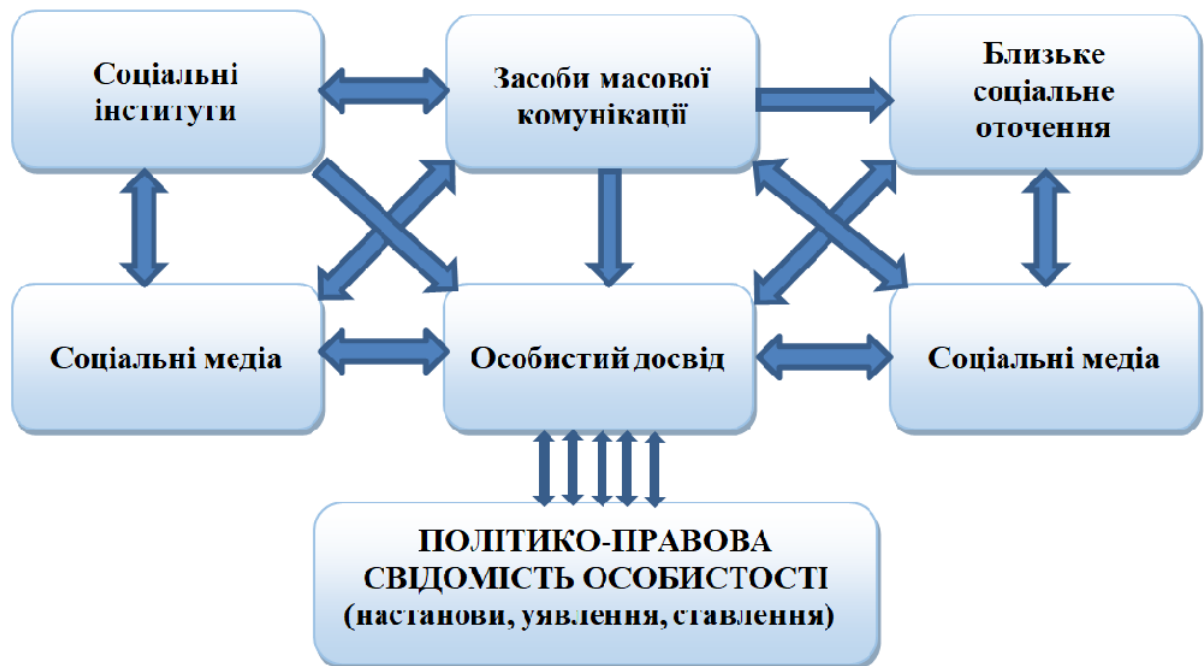 Соціальні
інститути
Засоби масової
комунікації
Близьке
соціальне
оточення
Соціальні медіа
Особистий досвід
Соціальні медіа
ПОЛІТИКО-ПРАВОВА
СВІДОМІСТЬ ОСОБИСТОСТІ
(настанови, уявлення, ставлення)